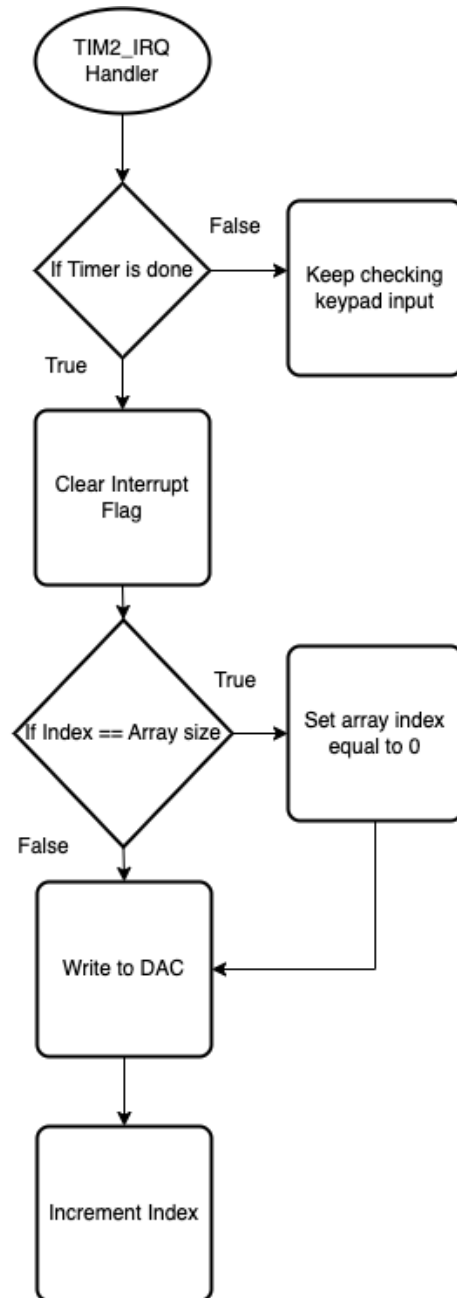 TIM2_IRQ
Handler
False
If Timer is done
Keep checking
keypad input
True
Clear Interrupt
Flag
True
If Index == Array size
Set array index
equal to 0
False
Write to DAC
Increment Index